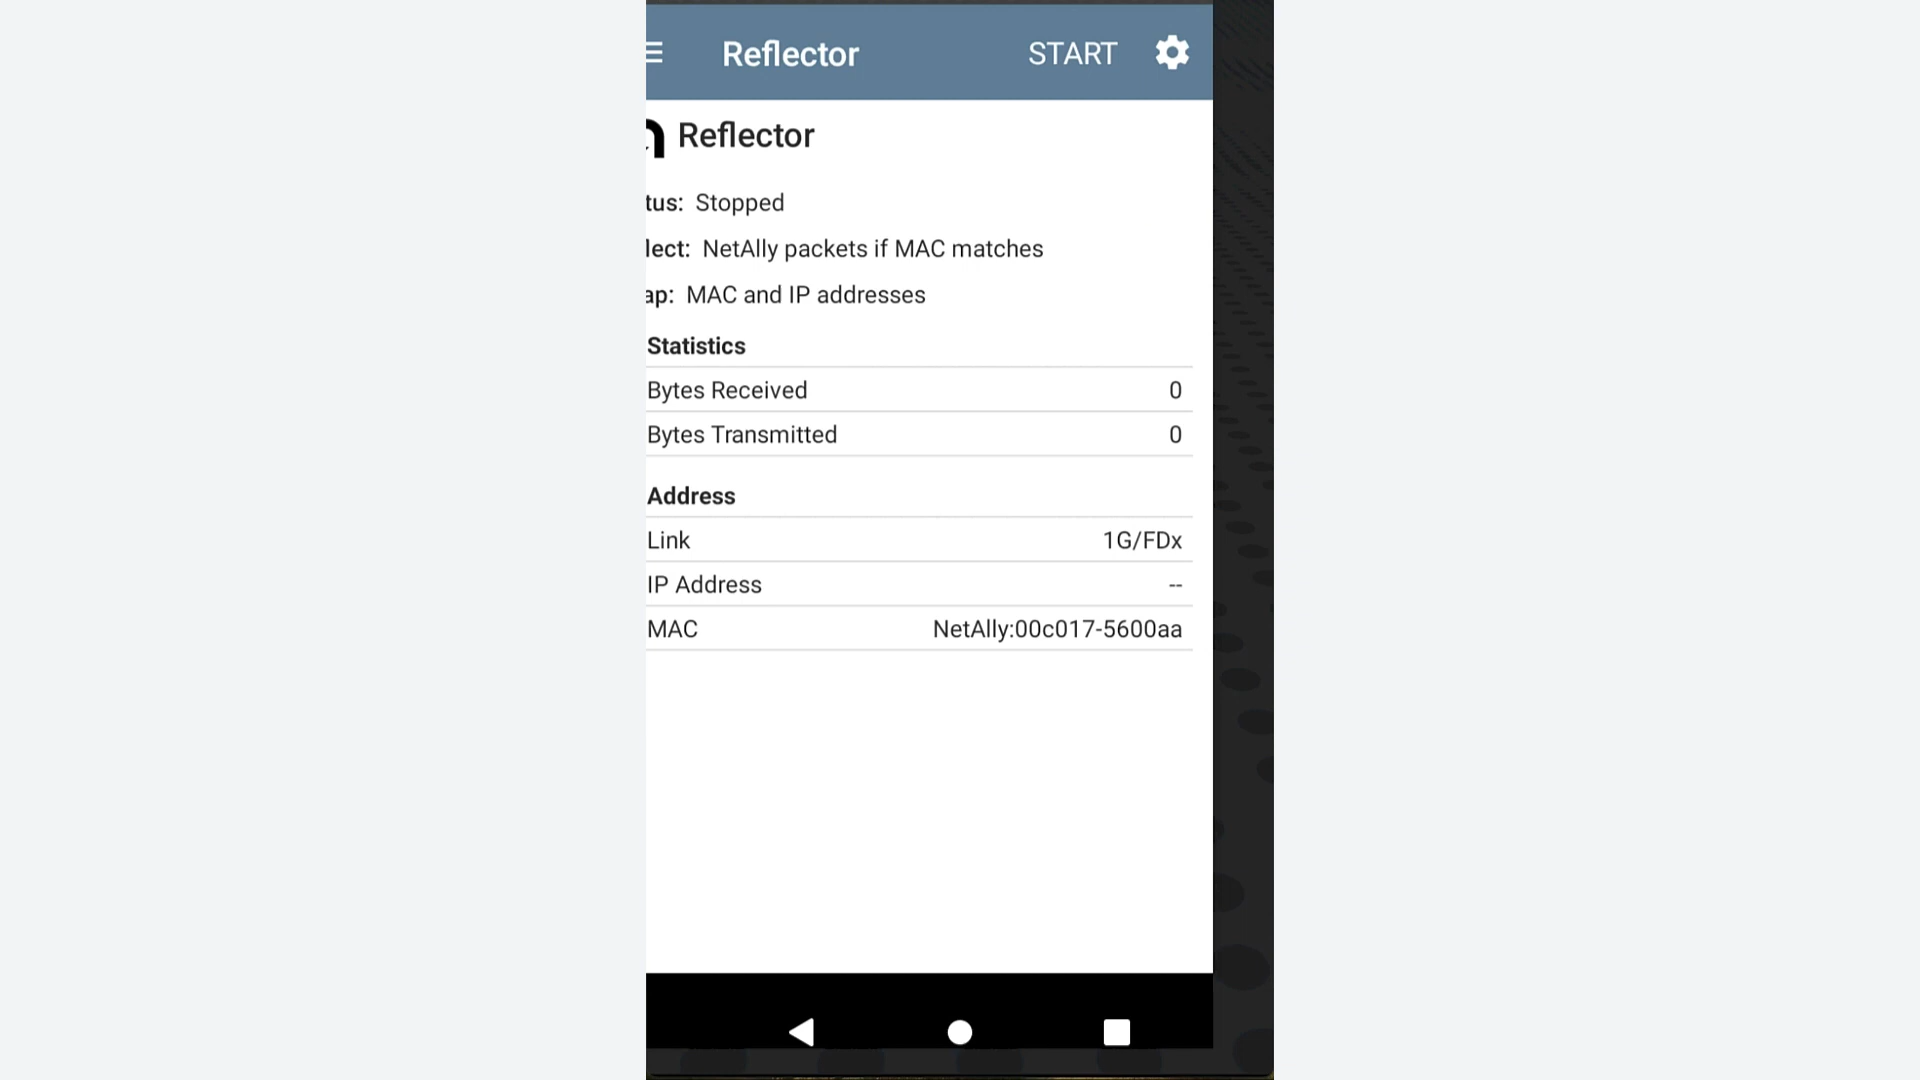 Reflector START
Reflector
tus: Stopped
lect: NetAlly packets if MAC matches
ap: MAC and IP addresses
Statistics
Bytes Received 0
Bytes Transmitted 0
Address
Link 1G/FDx
IP Address --
MAC NetAlly:00c017-5600aa